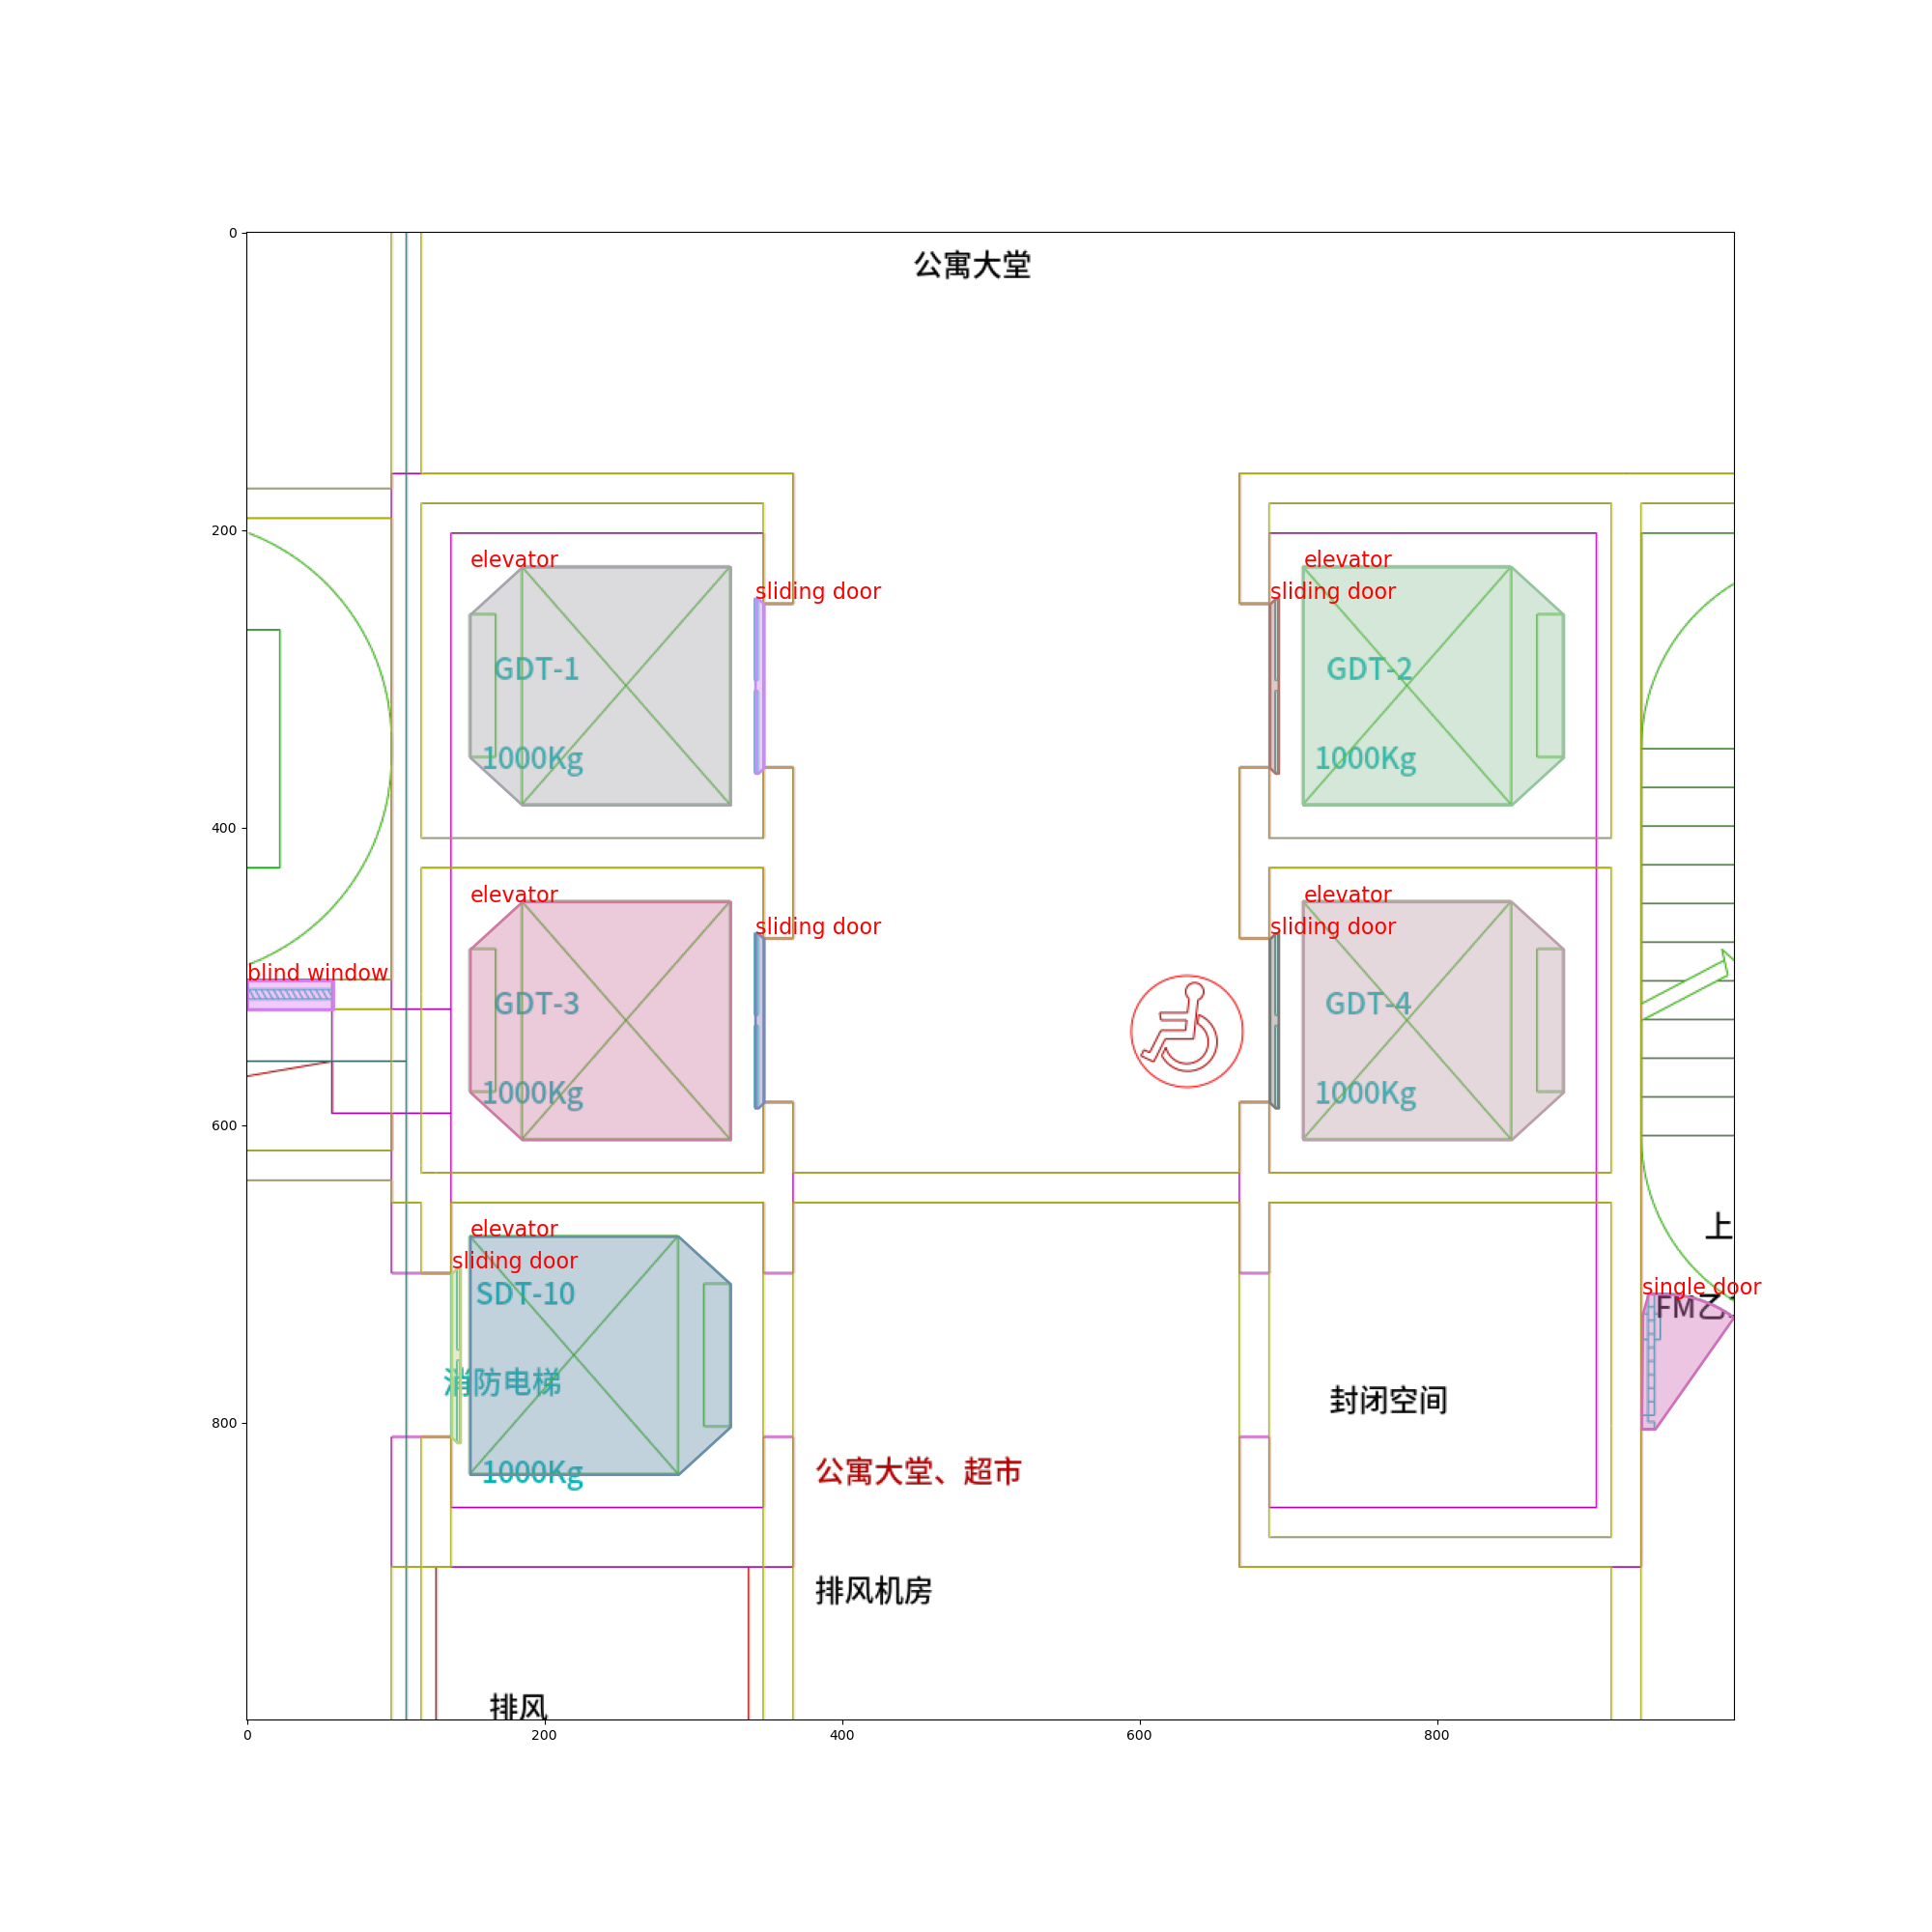 公寓大堂
elevator
sliding door
GDT-1
1000Kg
elevator
sliding door
GDT-2
1000Kg
elevator
sliding door
GDT-3
1000Kg
elevator
sliding door
GDT-4
1000Kg
blind window
elevator
sliding door
SDT-10
消防电梯
1000Kg
上
single door
FM乙
封闭空间
公寓大堂、超市
排风机房
排风
0
200
400
600
800
0
200
400
600
800